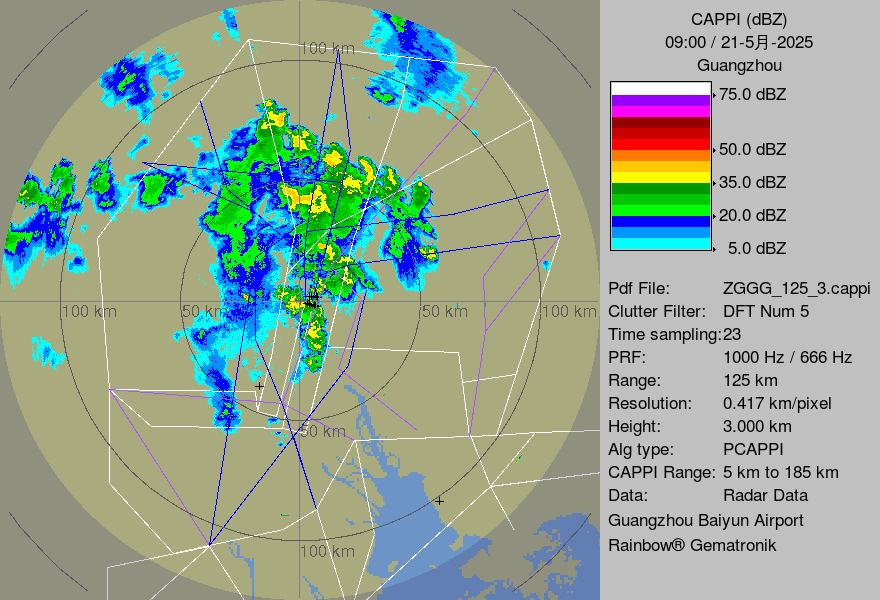 CAPPI (dBZ)
09:00 / 21-5月-2025
Guangzhou
75.0 dBZ
50.0 dBZ
35.0 dBZ
20.0 dBZ
5.0 dBZ
Pdf File: ZGGG_125_3.cappi
Clutter Filter: DFT Num 5
Time sampling:23
PRF: 1000 Hz / 666 Hz
Range: 125 km
Resolution: 0.417 km/pixel
Height: 3.000 km
Alg type: PCAPPI
CAPPI Range: 5 km to 185 km
Data: Radar Data
Guangzhou Baiyun Airport
Rainbow® Gematronik
100 km
100 km
50 km
50 km
100 km
50 km
100 km